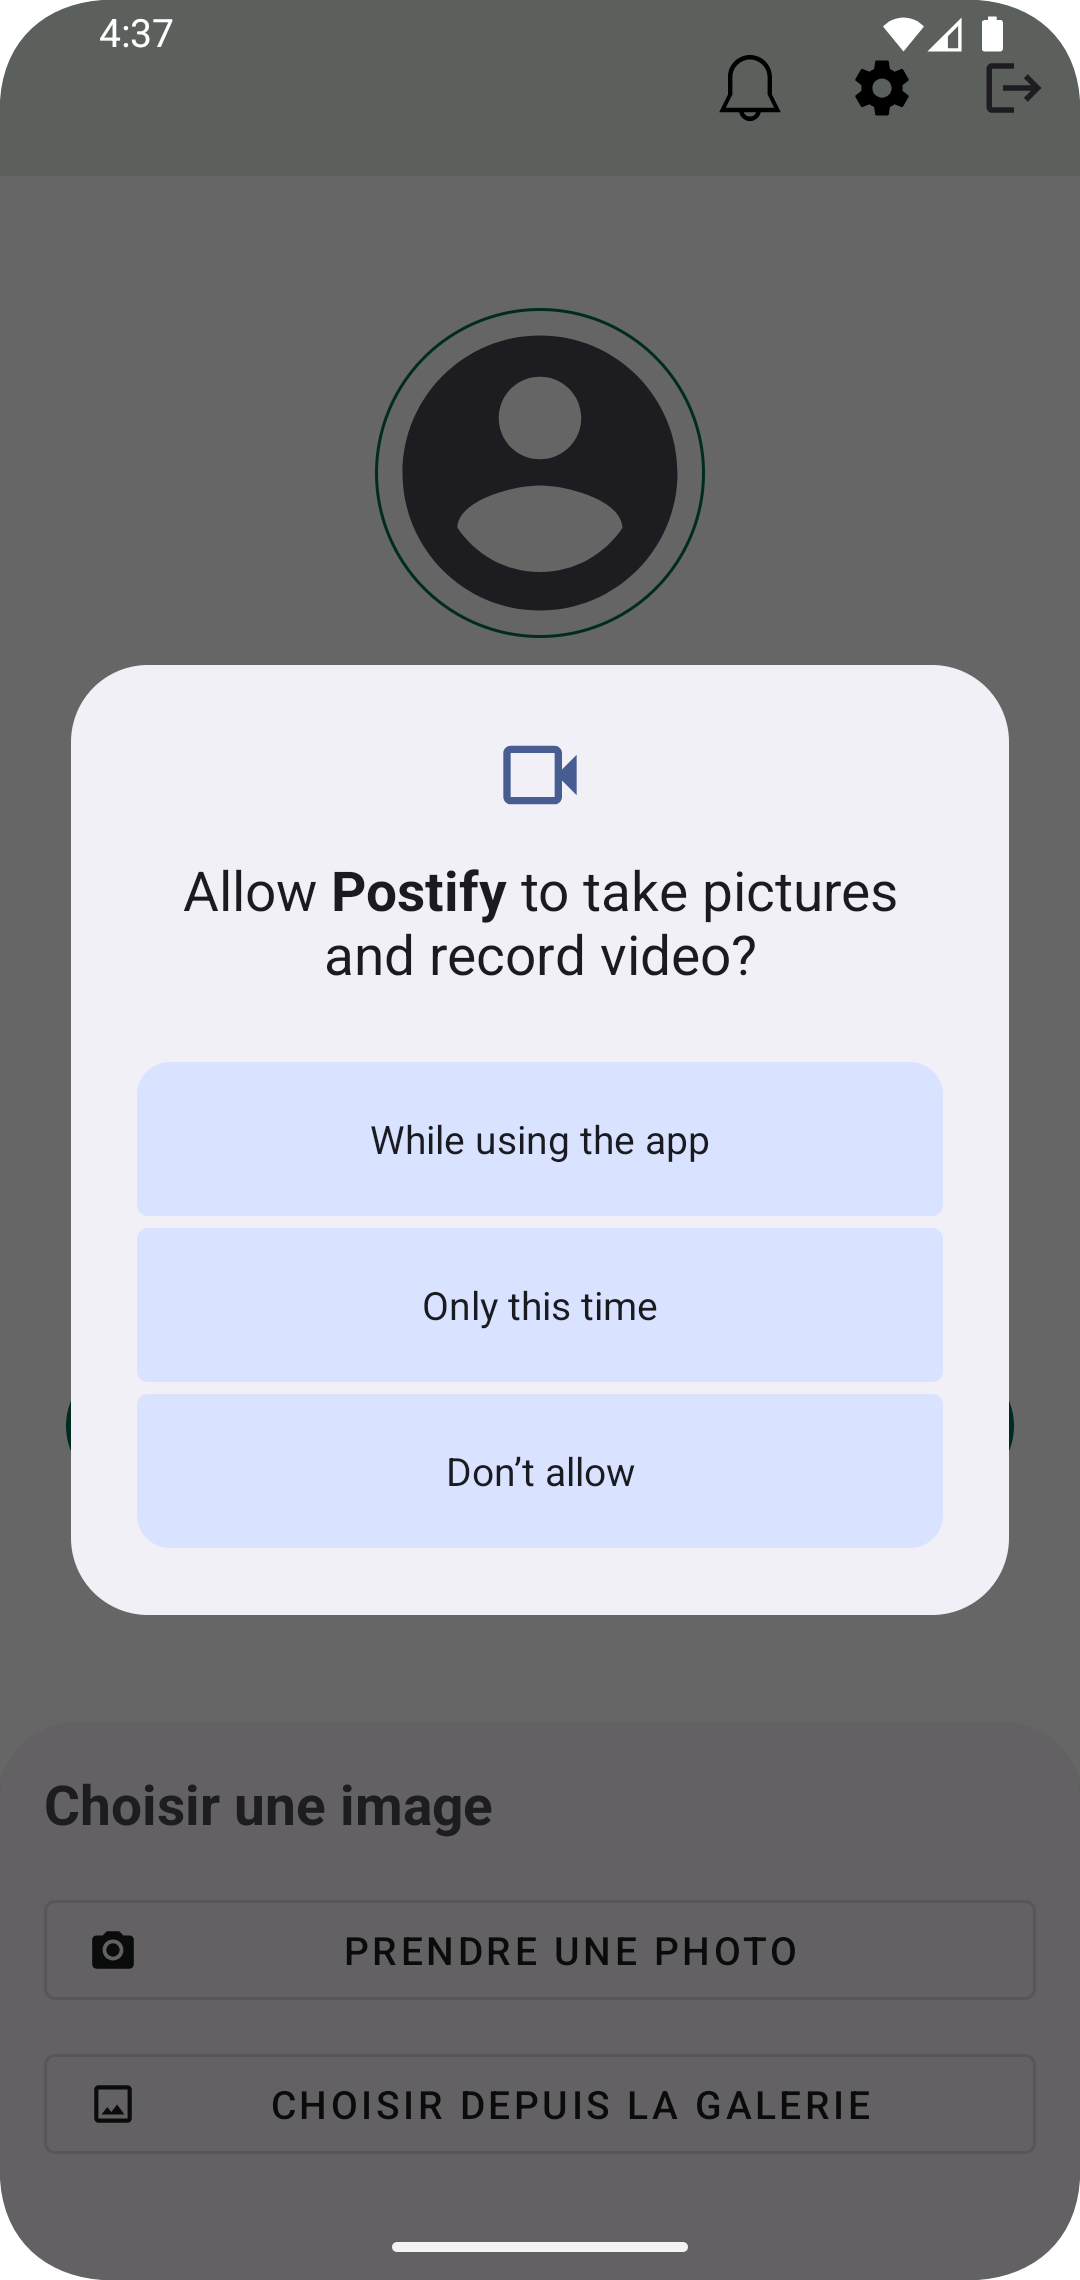 4:37
Allow Postify to take pictures
and record video?
While using the app
Only this time
Don’t allow
Choisir une image
PRENDRE UNE PHOTO
CHOISIR DEPUIS LA GALERIE